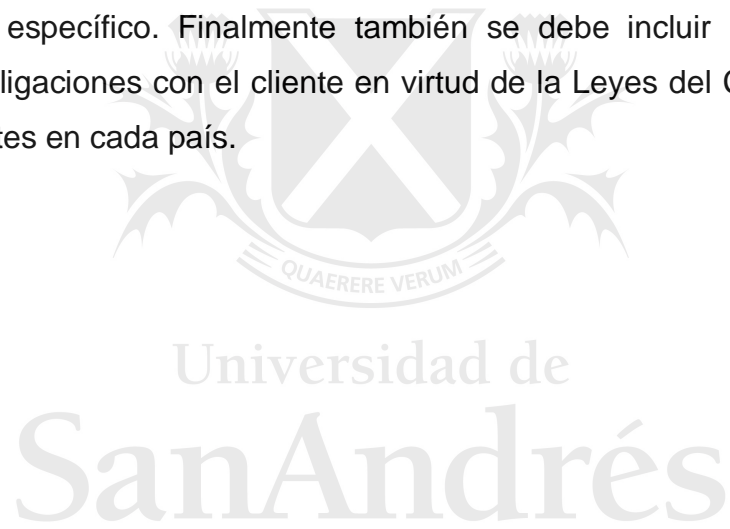 específico. Finalmente también se debe incluir
ligaciones con el cliente en virtud de la Leyes del
tes en cada país.
QUAERERE VERUM
Universidad de
SanAndrés